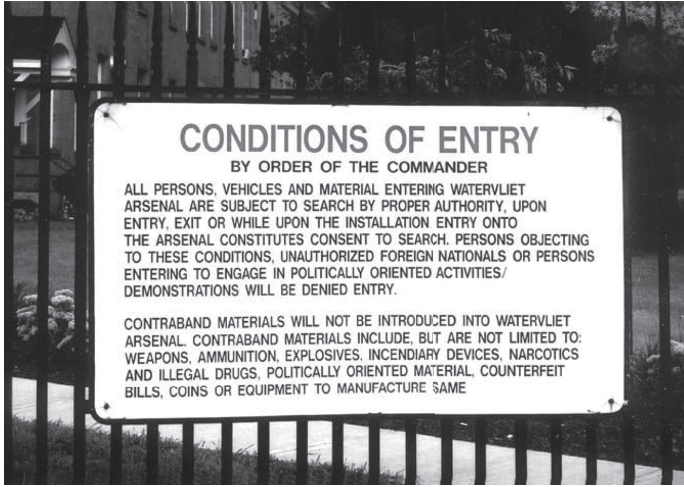 CONDITIONS OF ENTRY
BY ORDER OF THE COMMANDER
ALL PERSONS, VEHICLES AND MATERIAL ENTERING WATERVLIET
ARSENAL ARE SUBJECT TO SEARCH BY PROPER AUTHORITY, UPON
ENTRY, EXIT OR WHILE UPON THE INSTALLATION ENTRY ONTO
THE ARSENAL CONSTITUTES CONSENT TO SEARCH. PERSONS OBJECTING
TO THESE CONDITIONS, UNAUTHORIZED FOREIGN NATIONALS OR PERSONS
ENTERING TO ENGAGE IN POLITICALLY ORIENTED ACTIVITIES/
DEMONSTRATIONS WILL BE DENIED ENTRY.
CONTRABAND MATERIALS WILL NOT BE INTRODUCED INTO WATERVLIET
ARSENAL. CONTRABAND MATERIALS INCLUDE, BUT ARE NOT LIMITED TO:
WEAPONS, AMMUNITION, EXPLOSIVES, INCENDIARY DEVICES, NARCOTICS
AND ILLEGAL DRUGS, POLITICALLY ORIENTED MATERIAL, COUNTERFEIT
BILLS, COINS OR EQUIPMENT TO MANUFACTURE SAME